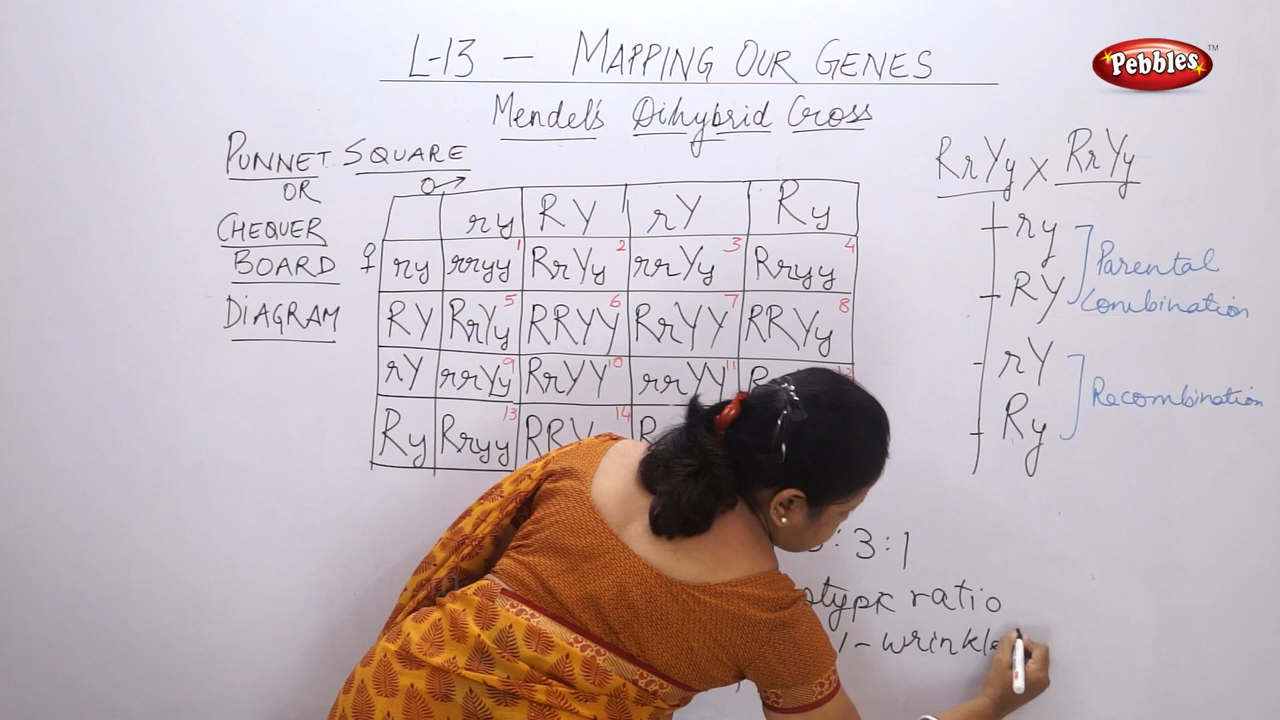 L-13 - MAPPING OUR GENES
Pebbles TM
Mendel's Dihybrid Cross
PUNNET SQUARE
OR
CHEQUER
BOARD
DIAGRAM
♂
♀
ry RY rY Ry
ry rryy 1 RrYy 2 rrYy 3 Rryy 4
RY RrYy 5 RRYY 6 RrYY 7 RRYy 8
rY rrYy 9 RrYY 10 rrYY 11 R 12
Ry Rryy 13 RRY 14 R
RrYy x RrYy
ry
RY
Parental
Combination
rY
Ry
Recombination
: 3 : 1
ratio